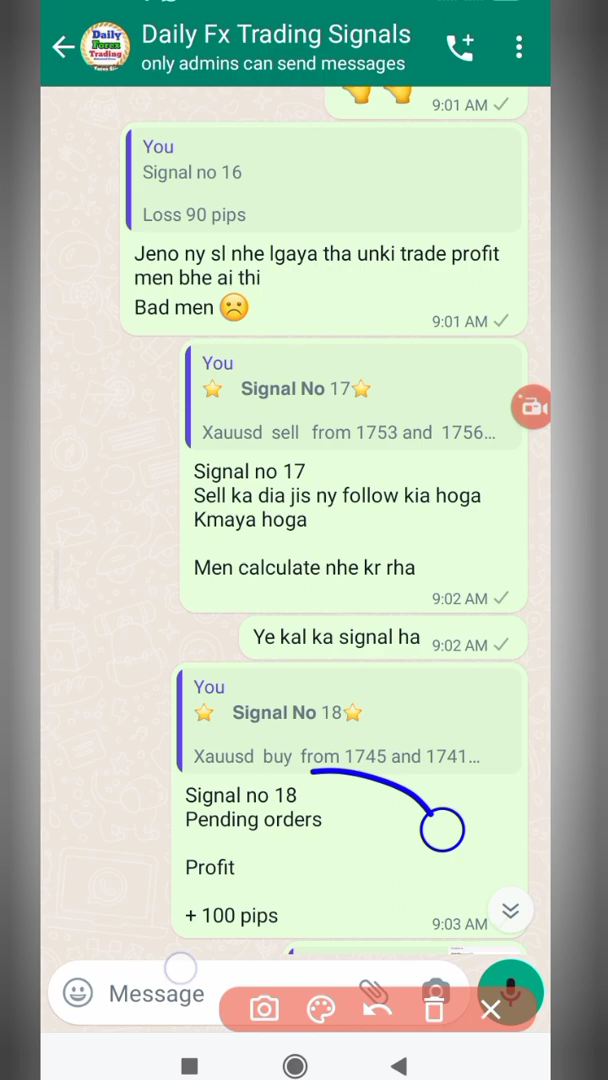 Daily Fx Trading Signals
only admins can send messages
Daily
Forex
Trading
9:01 AM
You
Signal no 16
Loss 90 pips
Jeno ny sl nhe lgaya tha unki trade profit
men bhe ai thi
Bad men ☹️
9:01 AM
You
⭐ Signal No 17⭐
Xauusd sell from 1753 and 1756...
Signal no 17
Sell ka dia jis ny follow kia hoga
Kmaya hoga
Men calculate nhe kr rha
9:02 AM
Ye kal ka signal ha
9:02 AM
You
⭐ Signal No 18⭐
Xauusd buy from 1745 and 1741...
Signal no 18
Pending orders
Profit
+ 100 pips
9:03 AM
Message